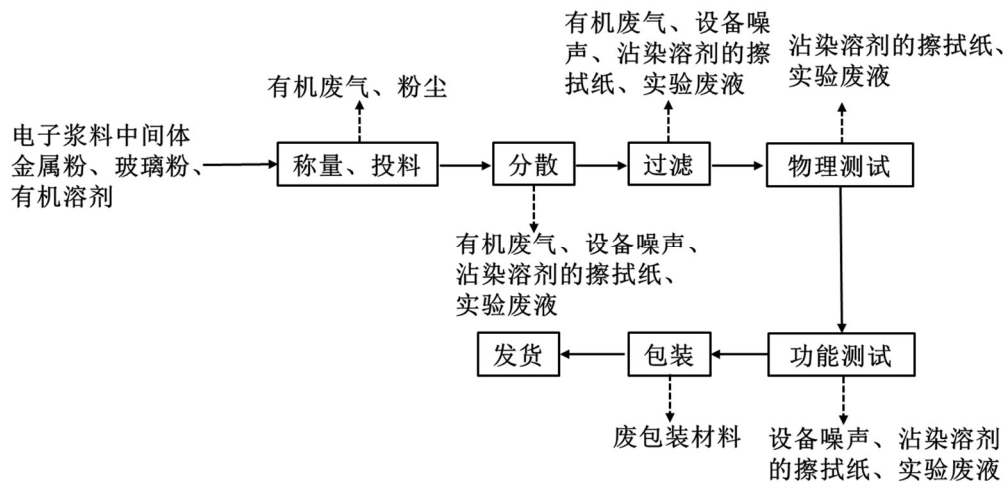 有机废气、设备噪
声、沾染溶剂的擦
拭纸、实验废液
沾染溶剂的擦拭纸、
实验废液
有机废气、粉尘
电子浆料中间体
金属粉、玻璃粉、
有机溶剂
称量、投料
分散
过滤
物理测试
有机废气、设备噪声、
沾染溶剂的擦拭纸、
实验废液
发货
包装
功能测试
废包装材料
设备噪声、沾染溶剂
的擦拭纸、实验废液